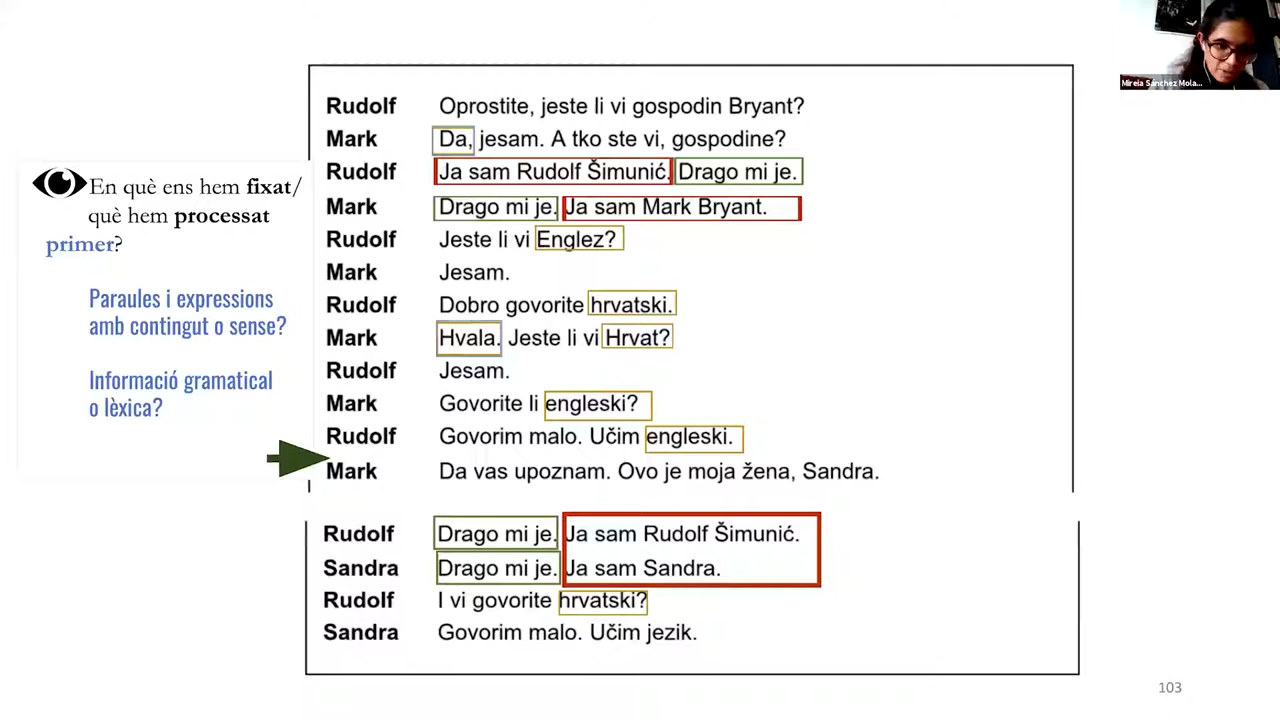 Mireia Sánchez Mola...
En què ens hem fixat/
què hem processat
primer?
Paraules i expressions
amb contingut o sense?
Informació gramatical
o lèxica?
Rudolf Oprostite, jeste li vi gospodin Bryant?
Mark Da, jesam. A tko ste vi, gospodine?
Rudolf Ja sam Rudolf Šimunić. Drago mi je.
Mark Drago mi je. Ja sam Mark Bryant.
Rudolf Jeste li vi Englez?
Mark Jesam.
Rudolf Dobro govorite hrvatski.
Mark Hvala. Jeste li vi Hrvat?
Rudolf Jesam.
Mark Govorite li engleski?
Rudolf Govorim malo. Učim engleski.
Mark Da vas upoznam. Ovo je moja žena, Sandra.
Rudolf Drago mi je. Ja sam Rudolf Šimunić.
Sandra Drago mi je. Ja sam Sandra.
Rudolf I vi govorite hrvatski?
Sandra Govorim malo. Učim jezik.
103